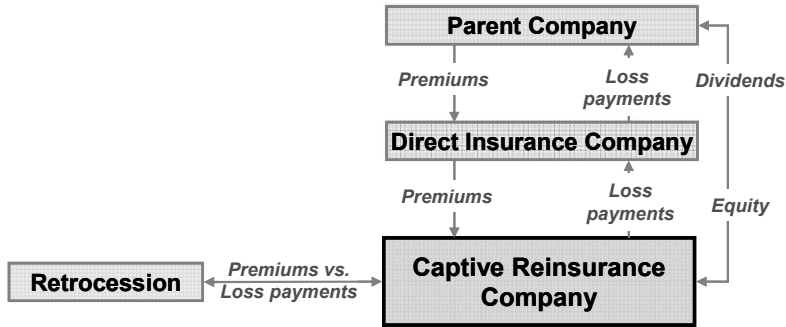 Parent Company
Premiums
Loss
payments
Dividends
Direct Insurance Company
Premiums
Loss
payments
Equity
Retrocession
Premiums vs.
Loss payments
Captive Reinsurance
Company